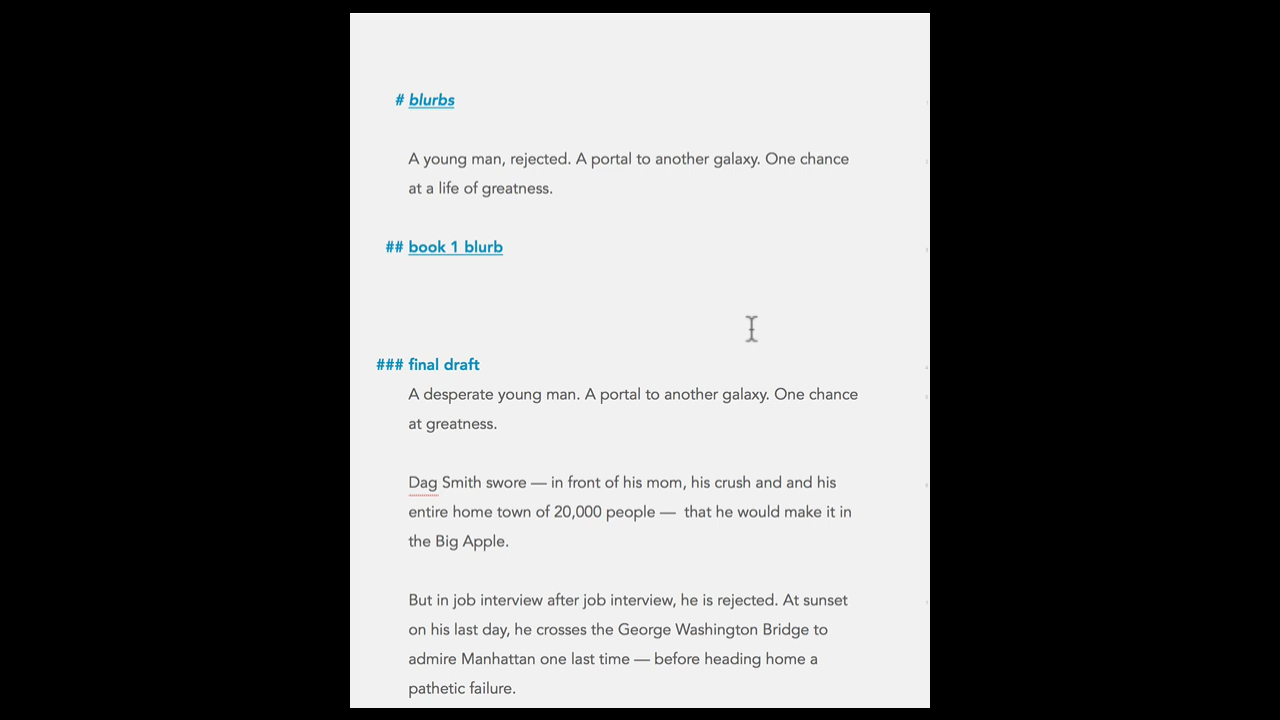 # blurbs
A young man, rejected. A portal to another galaxy. One chance
at a life of greatness.
## book 1 blurb
### final draft
A desperate young man. A portal to another galaxy. One chance
at greatness.
Dag Smith swore — in front of his mom, his crush and and his
entire home town of 20,000 people —  that he would make it in
the Big Apple.
But in job interview after job interview, he is rejected. At sunset
on his last day, he crosses the George Washington Bridge to
admire Manhattan one last time — before heading home a
pathetic failure.